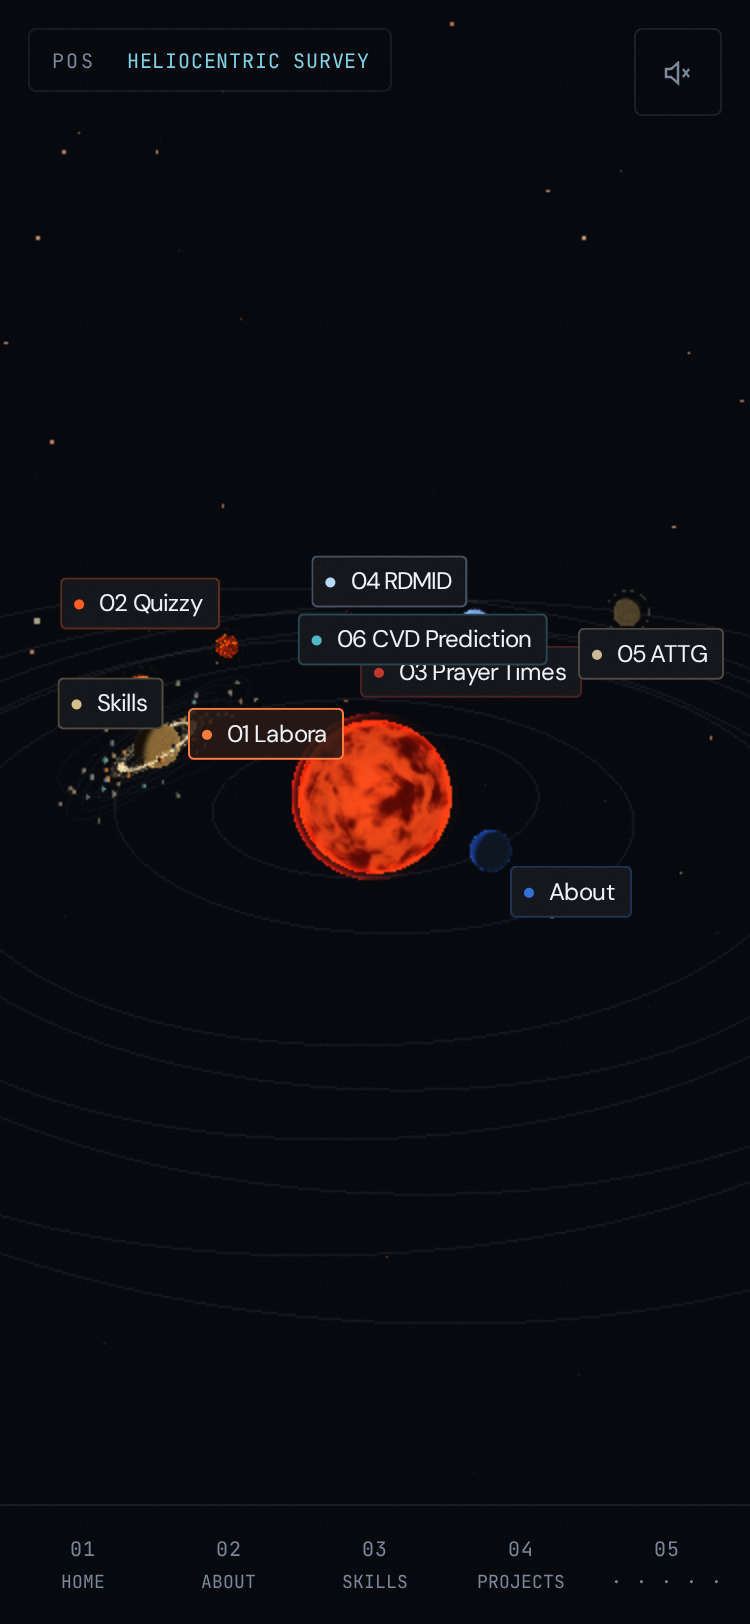 POS HELIOCENTRIC SURVEY
04 RDMID
02 Quizzy
06 CVD Prediction
05 ATTG
03 Prayer Times
Skills
01 Labora
About
01 02 03 04 05
HOME ABOUT SKILLS PROJECTS · · · · ·